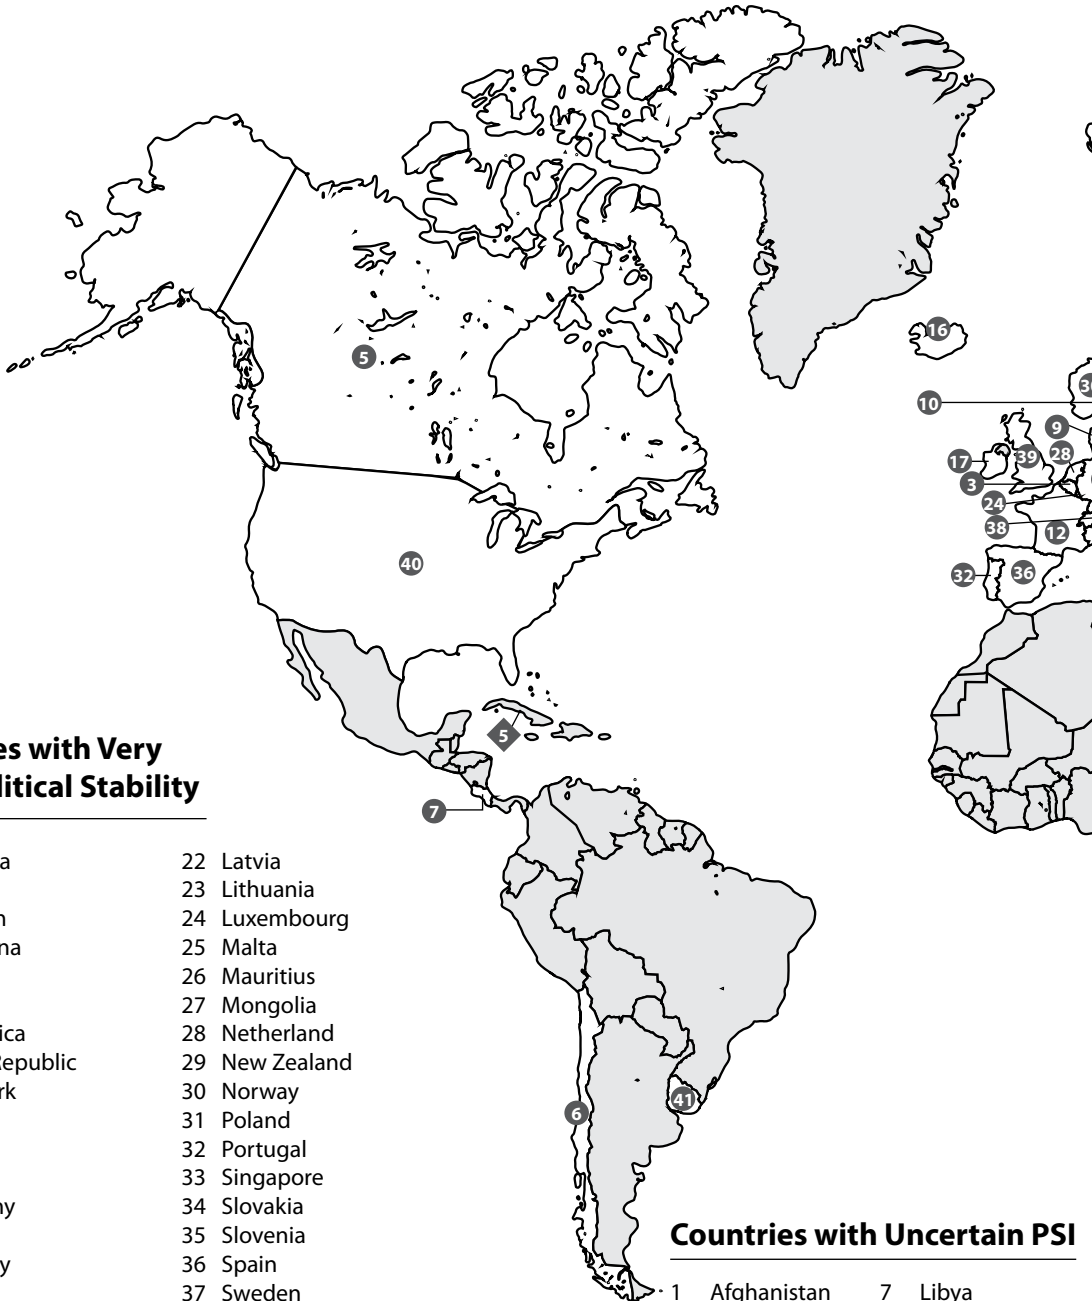 16
30
10
9
39
28
17
3
24
38
12
32
36
5
40
5
7
6
41
es with Very
litical Stability
a
n
na
ica
Republic
rk
ny
y
22 Latvia
23 Lithuania
24 Luxembourg
25 Malta
26 Mauritius
27 Mongolia
28 Netherland
29 New Zealand
30 Norway
31 Poland
32 Portugal
33 Singapore
34 Slovakia
35 Slovenia
36 Spain
37 Sweden
Countries with Uncertain PSI
1 Afghanistan
7 Libya